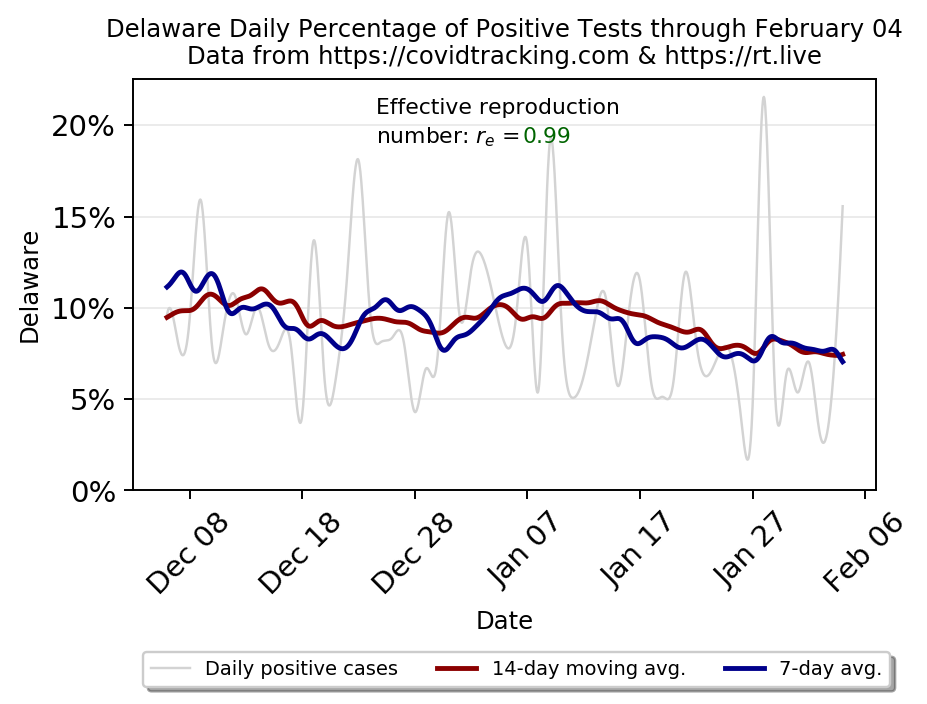 Delaware Daily Percentage of Positive Tests through February 04
Data from https://covidtracking.com & https://rt.live
Effective reproduction
number: rₑ =0.99
20%
15%
10%
5%
0%
Delaware
Dec 08
Dec 18
Dec 28
Jan 07
Jan 17
Jan 27
Feb 06
Date
Daily positive cases
14-day moving avg.
7-day avg.